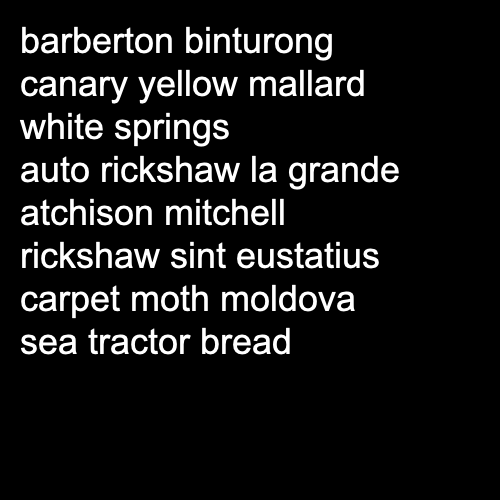 barberton binturong
canary yellow mallard
white springs
auto rickshaw la grande
atchison mitchell
rickshaw sint eustatius
carpet moth moldova
sea tractor bread